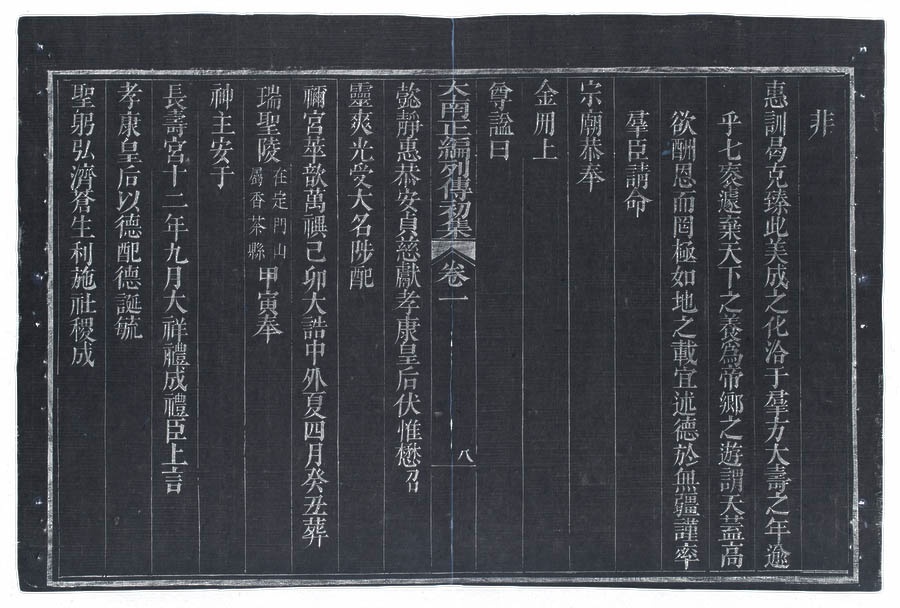 非
惠訓曷克臻此美成之化洽于羣方大壽之年逾
乎七袠遽棄天下之養爲帝鄉之遊謂天蓋高
欲酬恩而罔極如地之載宜述德於無疆謹率
羣臣請命
宗廟恭奉
金冊上
尊謚曰
大南正編列傳初集 卷一 八
懿靜惠恭安貞慈獻孝康皇后伏惟懋昭
靈爽光受大名陟配
禰宮華歆萬禩己卯大誥中外夏四月癸丑葬
瑞聖陵在定門山屬香茶縣甲寅奉
神主安于
長壽宮十二年九月大祥禮成禮臣上言
孝康皇后以德配德誕毓
聖躬弘濟蒼生利施社稷成